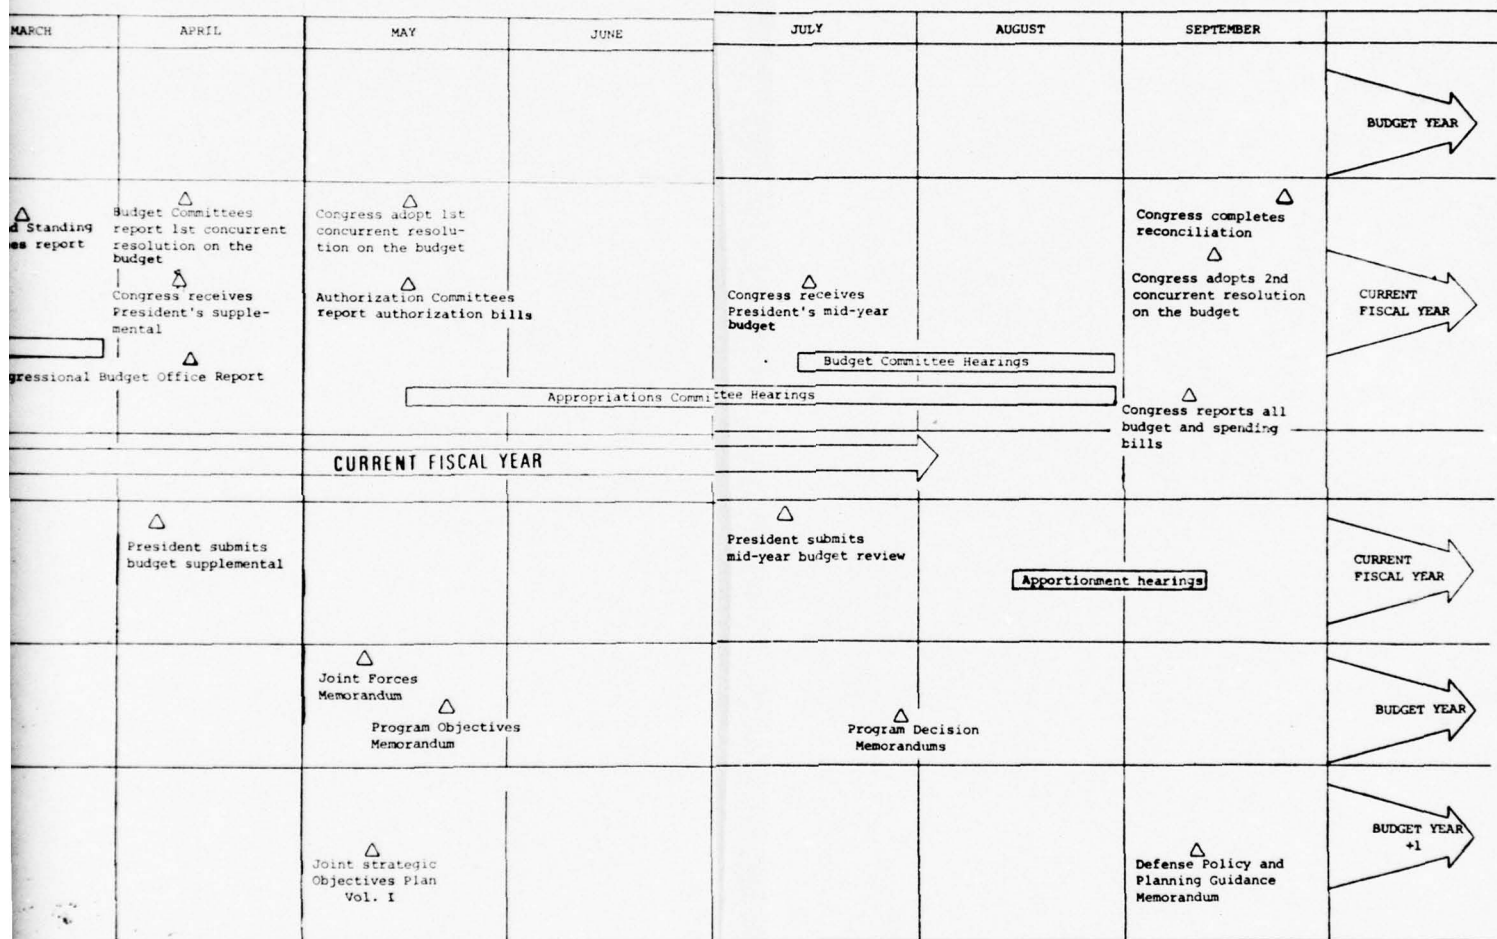 MARCH
APRIL
MAY
JUNE
JULY
AUGUST
SEPTEMBER
BUDGET YEAR
d Standing
es report
Budget Committees
report 1st concurrent
resolution on the
budget
Congress receives
President's supple-
mental
gressional Budget Office Report
Congress adopt 1st
concurrent resolu-
tion on the budget
Authorization Committees
report authorization bills
Congress receives
President's mid-year
budget
Budget Committee Hearings
Appropriations Committee Hearings
Congress completes
reconciliation
Congress adopts 2nd
concurrent resolution
on the budget
Congress reports all
budget and spending
bills
CURRENT
FISCAL YEAR
CURRENT FISCAL YEAR
President submits
budget supplemental
President submits
mid-year budget review
Apportionment hearings
CURRENT
FISCAL YEAR
Joint Forces
Memorandum
Program Objectives
Memorandum
Program Decision
Memorandums
BUDGET YEAR
Joint strategic
Objectives Plan
Vol. I
Defense Policy and
Planning Guidance
Memorandum
BUDGET YEAR
+1